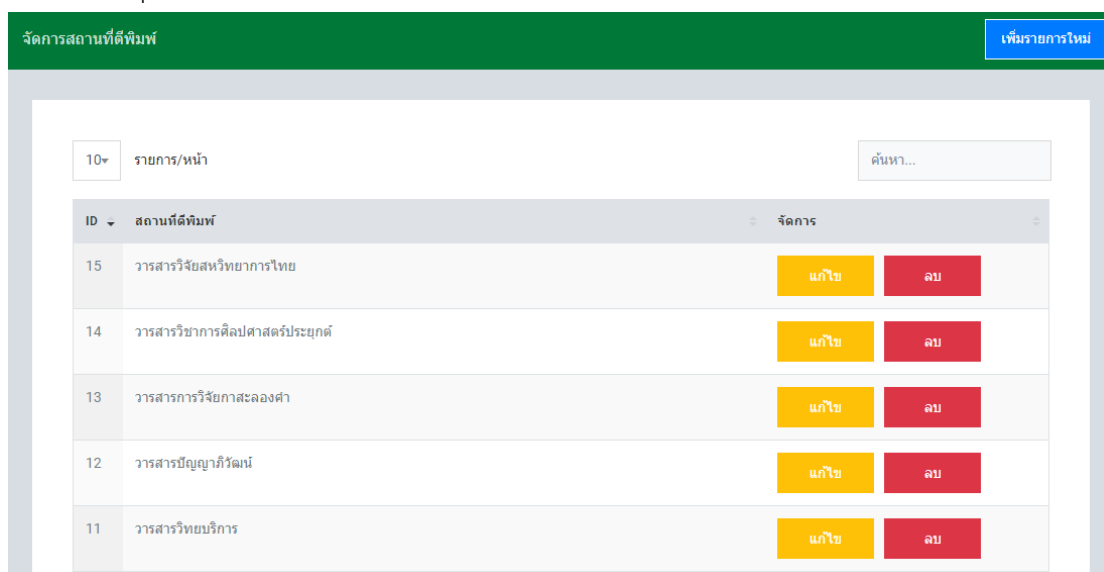 จัดการสถานที่ตีพิมพ์ เพิ่มรายการใหม่
10 รายการ/หน้า ค้นหา...
ID สถานที่ตีพิมพ์ จัดการ
15 วารสารวิจัยสหวิทยาการไทย แก้ไข ลบ
14 วารสารวิชาการศิลปศาสตร์ประยุกต์ แก้ไข ลบ
13 วารสารการวิจัยกาสะลองคำ แก้ไข ลบ
12 วารสารปัญญาภิวัฒน์ แก้ไข ลบ
11 วารสารวิทยบริการ แก้ไข ลบ